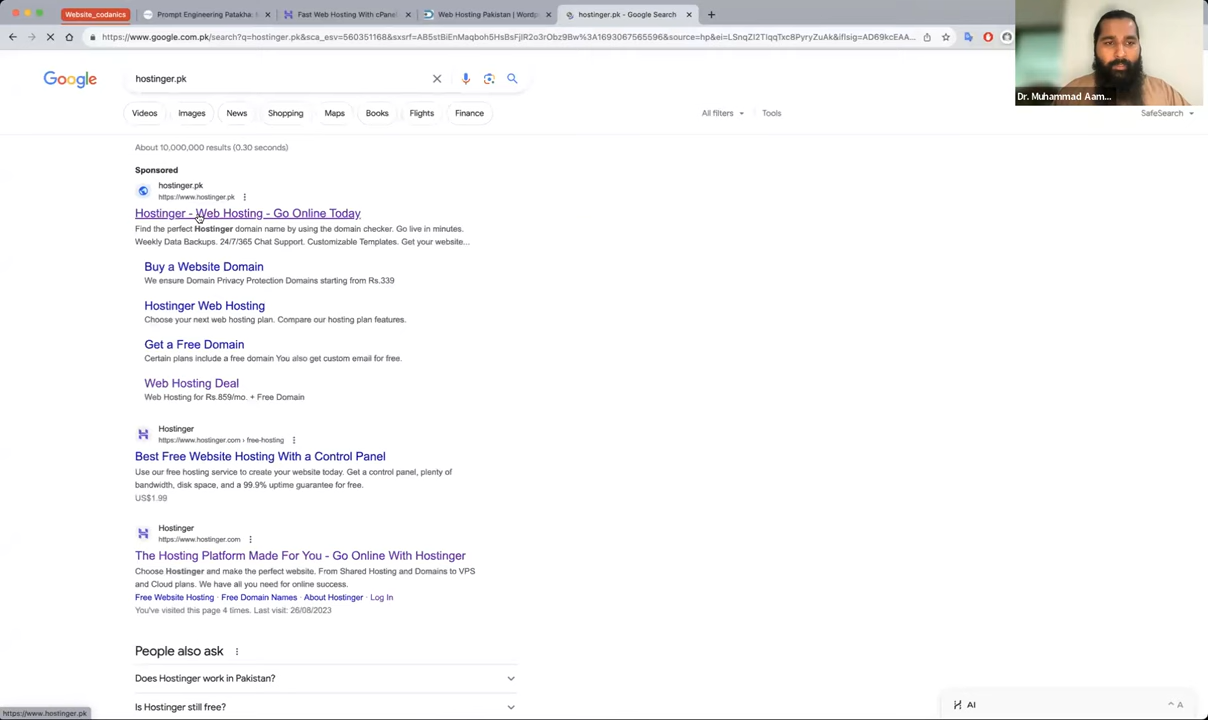 Website_codanics
Prompt Engineering Patakha:
Fast Web Hosting With cPanel
Web Hosting Pakistan | Wordp
hostinger.pk - Google Search
https://www.google.com.pk/search?q=hostinger.pk&sca_esv=560351168&sxsrf=
Google
hostinger.pk
Videos
Images
News
Shopping
Maps
Books
Flights
Finance
All filters
Tools
SafeSearch
Dr. Muhammad Aam...
About 10,000,000 results (0.30 seconds)
Sponsored
hostinger.pk
https://www.hostinger.pk
Hostinger - Web Hosting - Go Online Today
Find the perfect Hostinger domain name by using the domain checker. Go live in minutes.
Weekly Data Backups. 24/7/365 Chat Support. Customizable Templates. Get your website...
Buy a Website Domain
We ensure Domain Privacy Protection Domains starting from Rs.339
Hostinger Web Hosting
Choose your next web hosting plan. Compare our hosting plan features.
Get a Free Domain
Certain plans include a free domain You also get custom email for free.
Web Hosting Deal
Web Hosting for Rs.859/mo. + Free Domain
Hostinger
https://www.hostinger.com › free-hosting
Best Free Website Hosting With a Control Panel
Use our free hosting service to create your website today. Get a control panel, plenty of
bandwidth, disk space, and a 99.9% uptime guarantee for free.
US$1.99
Hostinger
https://www.hostinger.com
The Hosting Platform Made For You - Go Online With Hostinger
Choose Hostinger and make the perfect website. From Shared Hosting and Domains to VPS
and Cloud plans. We have all you need for online success.
Free Website Hosting · Free Domain Names · About Hostinger · Log In
You've visited this page 4 times. Last visit: 26/08/2023
People also ask
Does Hostinger work in Pakistan?
Is Hostinger still free?
https://www.hostinger.pk
AI
A